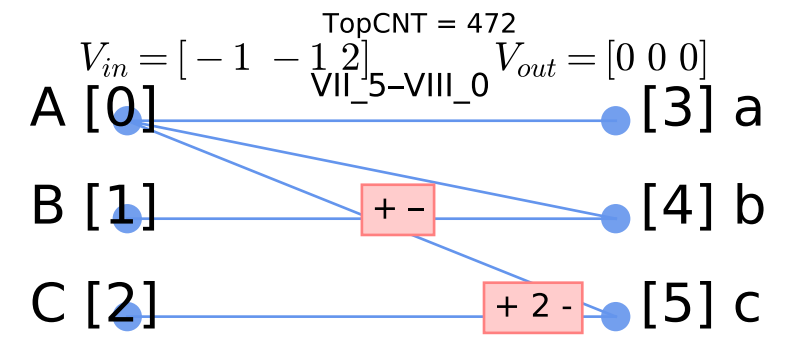 TopCNT = 472
V_in = [ − 1 − 1 2] V_out = [0 0 0]
VII_5–VIII_0
A [0] [3] a
B [1] + – [4] b
C [2] + 2 - [5] c